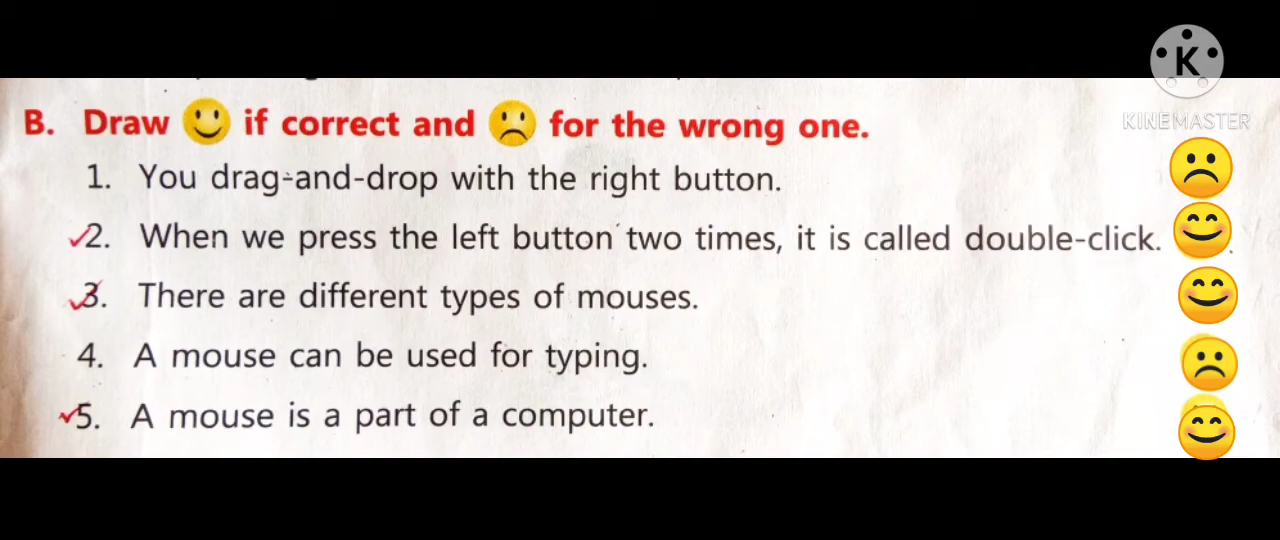 K
KINEMASTER
B. Draw 🙂 if correct and ☹ for the wrong one.
1. You drag-and-drop with the right button.
2. When we press the left button two times, it is called double-click.
3. There are different types of mouses.
4. A mouse can be used for typing.
5. A mouse is a part of a computer.